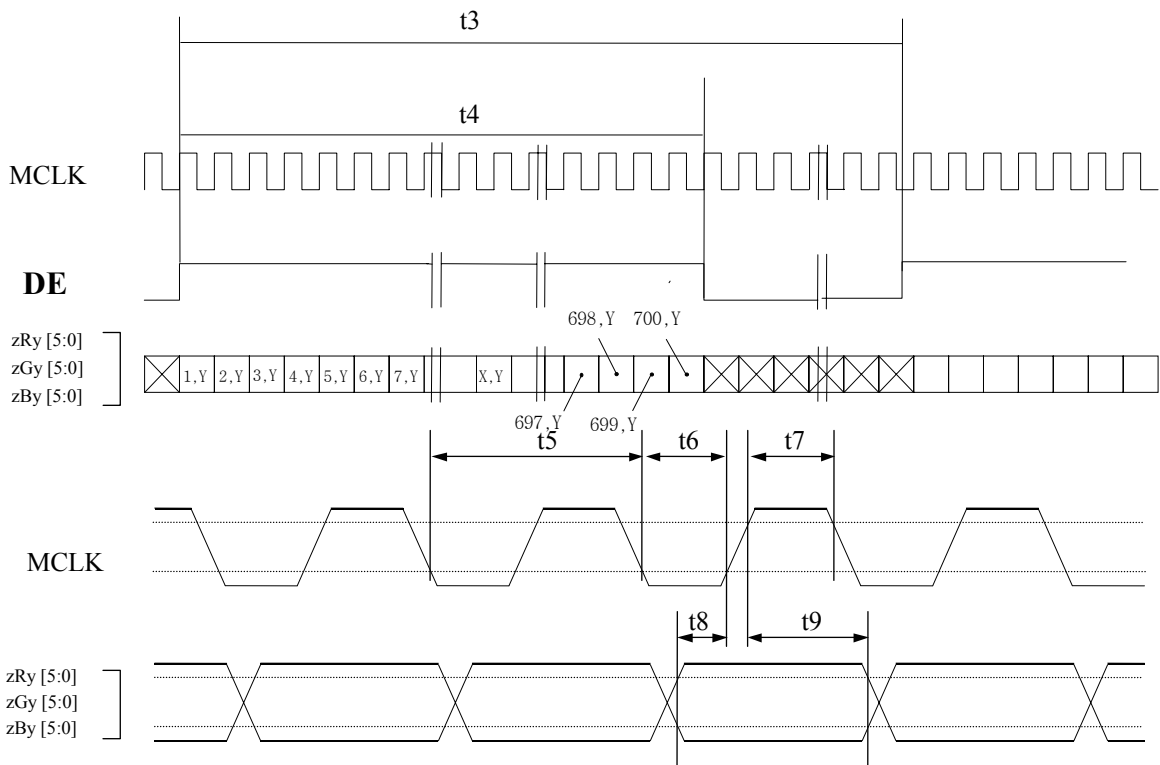 t3
t4
MCLK
DE
698,Y 700,Y
zRy [5:0]
zGy [5:0]
zBy [5:0]
1,Y 2,Y 3,Y 4,Y 5,Y 6,Y 7,Y X,Y
697,Y 699,Y
t5 t6 t7
MCLK
t8 t9
zRy [5:0]
zGy [5:0]
zBy [5:0]